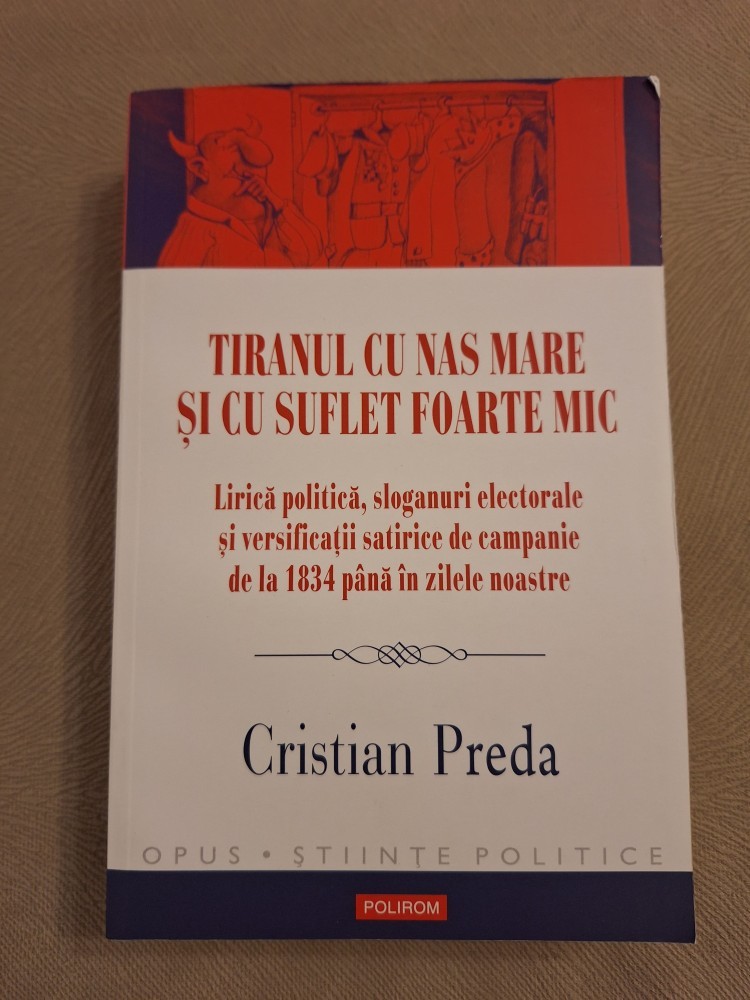 TIRANUL CU NAS MARE
ȘI CU SUFLET FOARTE MIC
Lirică politică, sloganuri electorale
și versificații satirice de campanie
de la 1834 până în zilele noastre
Cristian Preda
OPUS • ȘTIINȚE POLITICE
POLIROM